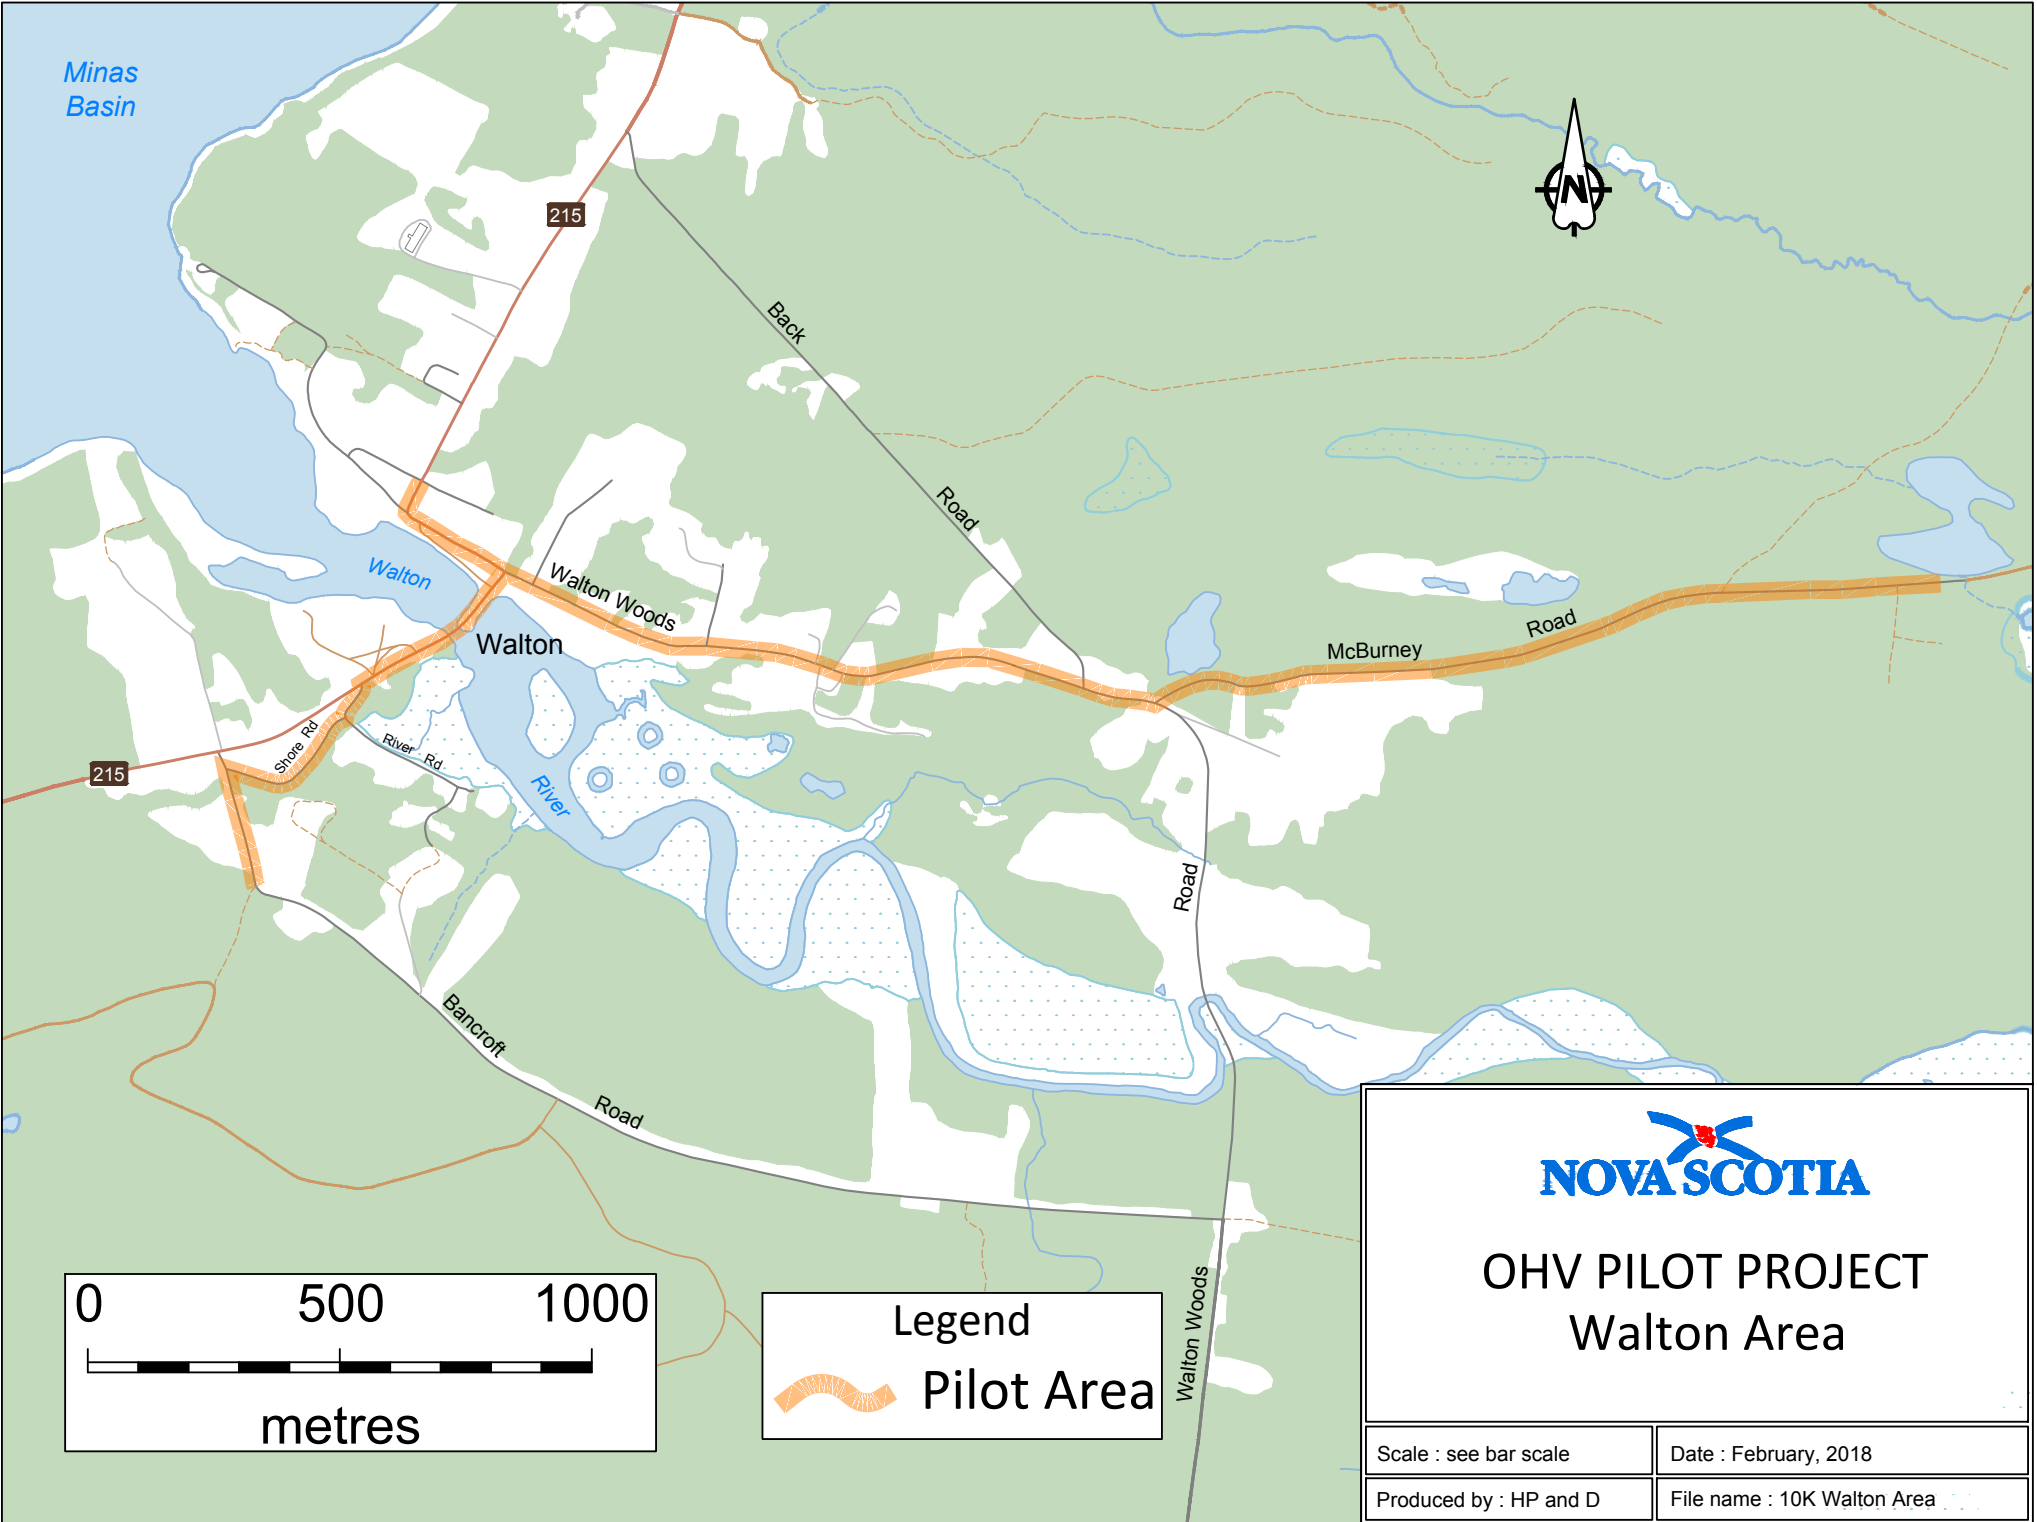 Minas
Basin
N
215
Back
Road
Walton
Walton Woods
Walton
McBurney
Road
Shore Rd
River Rd
215
River
Road
Bancroft
Road
Walton Woods
0 500 1000
metres
Legend
Pilot Area
NOVA SCOTIA
OHV PILOT PROJECT
Walton Area
Scale : see bar scale
Date : February, 2018
Produced by : HP and D
File name : 10K Walton Area